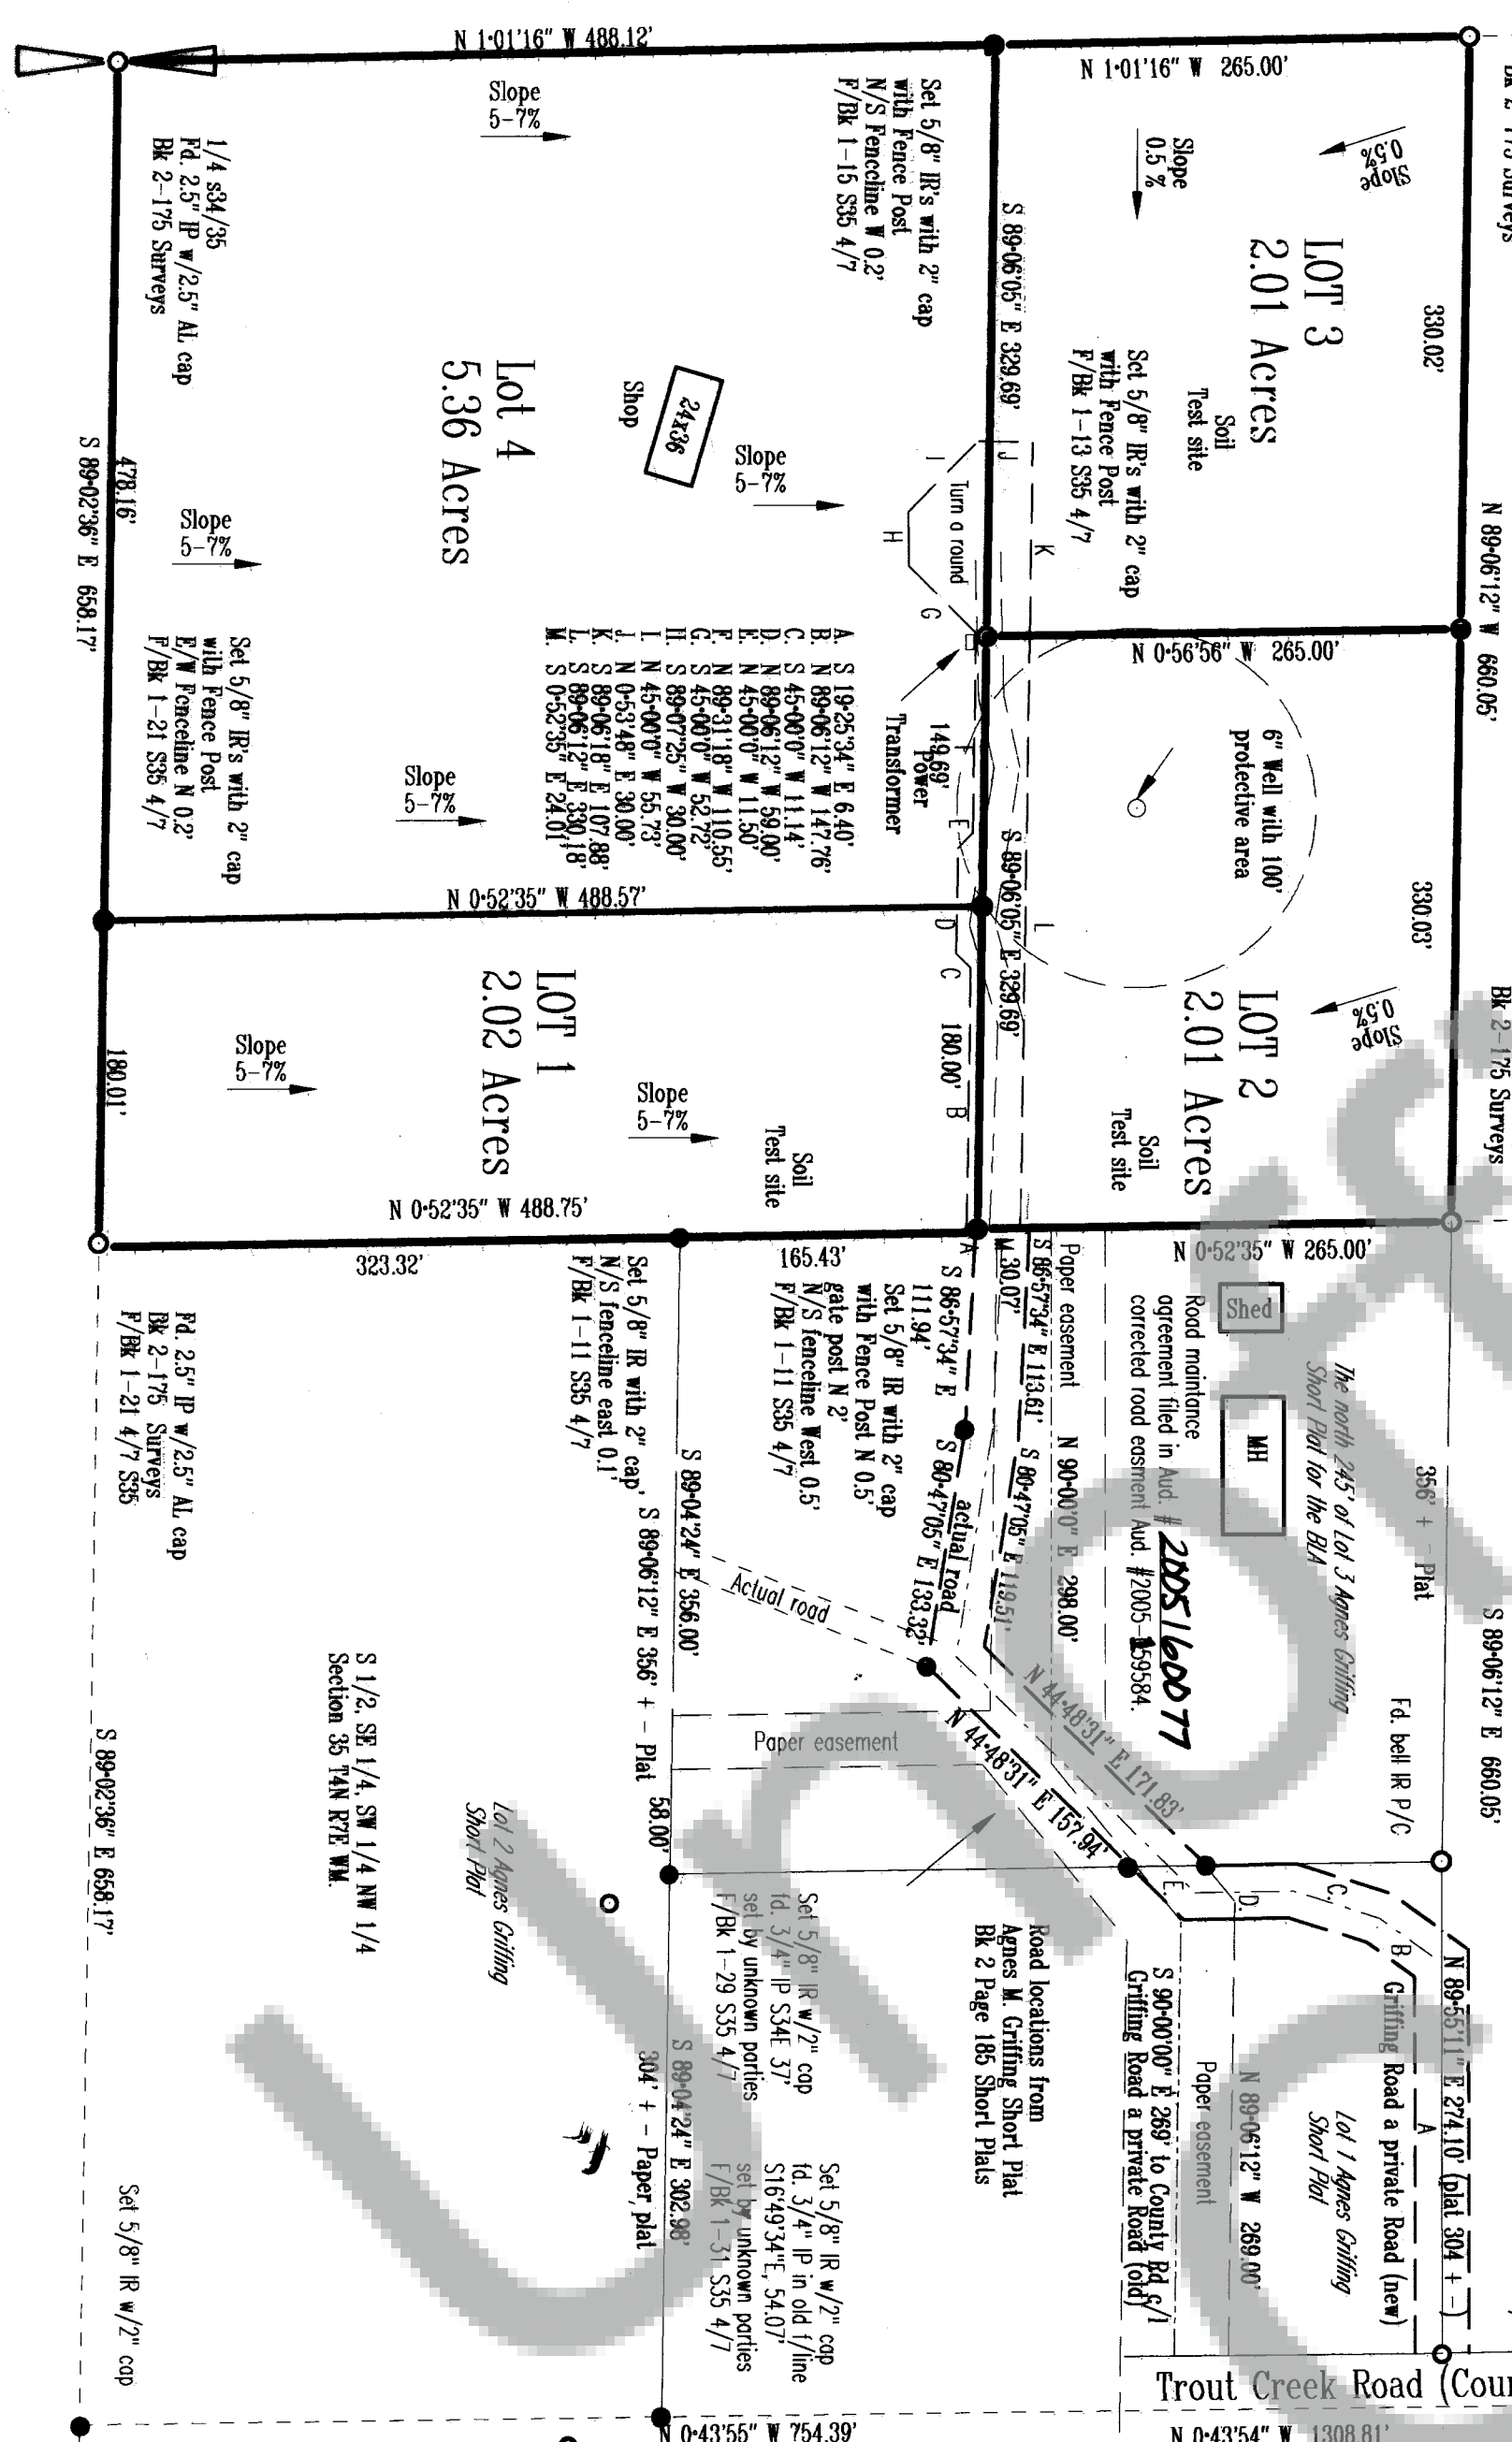 N 1•01'16" W 488.12'
N 1•01'16" W 265.00'
Slope
5-7%
1/4 s34/35
Fd. 2.5" IP w/2.5" AL cap
Bk 2-175 Surveys
Set 5/8" IR's with 2" cap
with Fence Post
N/S Fenceline W 0.2'
F/Bk 1-15 S35 4/7
Slope
0.5 %
Slope
0.5%
LOT 3
2.01 Acres
330.02'
S 89•06'05" E 329.69'
Set 5/8" IR's with 2" cap
with Fence Post
F/Bk 1-13 S35 4/7
Soil
Test site
Lot 4
5.36 Acres
24x36
Shop
Slope
5-7%
478.16'
S 89•02'36" E 658.17'
Slope
5-7%
Turn a round
G
H
I
J
K
N 89•06'12" W 660.05'
N 0•56'56" W 265.00'
Set 5/8" IR's with 2" cap
with Fence Post
E/W Fenceline N 0.2'
F/Bk 1-21 S35 4/7
A. S 19•25'34" E 6.40'
B. N 89•06'12" W 147.76'
C. S 45•00'0" W 11.14'
D. N 89•06'12" W 59.00'
E. N 45•00'0" W 11.50'
F. N 89•31'18" W 110.55'
G. S 45•00'0" W 52.72'
H. S 89•07'25" W 30.00'
I. N 45•00'0" W 55.73'
J. N 0•53'48" E 30.00'
K. S 89•06'18" E 107.88'
L. S 89•06'12" E 330.18'
M. S 0•52'35" E 24.01'
Transformer
Power
149.69'
6" Well with 100'
protective area
Slope
5-7%
330.03'
S 89•06'05" E 329.69'
E
D
C
L
N 0•52'35" W 488.57'
LOT 1
2.02 Acres
LOT 2
2.01 Acres
Slope
0.5%
Bk 2-175 Surveys
180.00'
B
180.01'
Slope
5-7%
Slope
5-7%
Soil
Test site
Soil
Test site
N 0•52'35" W 488.75'
323.32'
165.43'
A
M 30.07'
N 0•52'35" W 265.00'
Shed
MH
Paper easement
N 90•00'0" E 298.00'
Road maintance
agreement filed in Aud. # 2005160077
corrected road easment Aud. #2005-159584.
The north 245' of Lot 3 Agnes Griffing
Short Plat for the BLA
356' + - Plat
S 89•06'12" E 660.05'
Fd. bell IR P/C
S 86•57'34" E 113.61'
S 80•47'05" E 119.51'
S 86•57'34" E
111.94'
S 80•47'05" E 133.32'
actual road
Set 5/8" IR with 2" cap
with Fence Post N 0.5'
gate post N 2'
N/S fenceline West 0.5'
F/Bk 1-11 S35 4/7
Set 5/8" IR with 2" cap
N/S fenceline east 0.1'
F/Bk 1-11 S35 4/7
Fd. 2.5" IP w/2.5" AL cap
Bk 2-175 Surveys
F/Bk 1-21 4/7 S35
S 89•04'24" E 356.00'
S 89•06'12" E 356' + - Plat
58.00'
Actual road
Paper easement
N 44•48'31" E 171.83'
N 44•48'31" E 157.94'
S 1/2, SE 1/4, SW 1/4 NW 1/4
Section 35 T4N R7E WM.
S 89•02'36" E 658.17'
Lot 2 Agnes Griffing
Short Plat
Set 5/8" IR w/2" cap
fd. 3/4" IP S34E 37'
set by unknown parties
F/Bk 1-29 S35 4/7
Road locations from
Agnes M. Griffing Short Plat
Bk 2 Page 185 Short Plats
E.
D.
C.
B
A
N 89•55'11" E 274.10' (plat 304 + -)
Griffing Road a private Road (new)
Lot 1 Agnes Griffing
Short Plat
N 89•06'12" W 269.00'
Paper easement
S 90•00'00" E 269' to County Rd c/l
Griffing Road a private Road (old)
S 89•04'24" E 302.98'
304' + - Paper plat
Set 5/8" IR w/2" cap
fd. 3/4" IP in old f/line
S16•49'34"E, 54.07'
set by unknown parties
F/Bk 1-31 S35 4/7
Set 5/8" IR w/2" cap
Trout Creek Road (Coun
N 0•43'55" W 754.39'
N 0•43'54" W 1308.81'